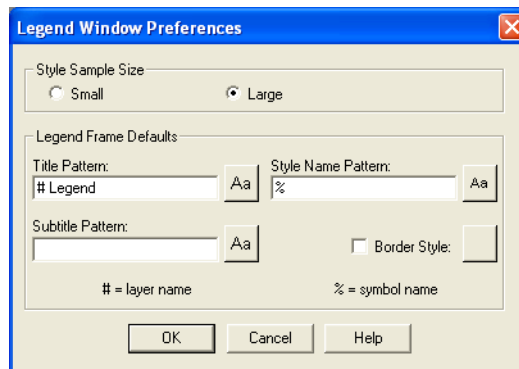 Legend Window Preferences
Style Sample Size
Small
Large
Legend Frame Defaults
Title Pattern:
# Legend
Aa
Style Name Pattern:
%
Aa
Subtitle Pattern:
Aa
Border Style:
# = layer name
% = symbol name
OK
Cancel
Help